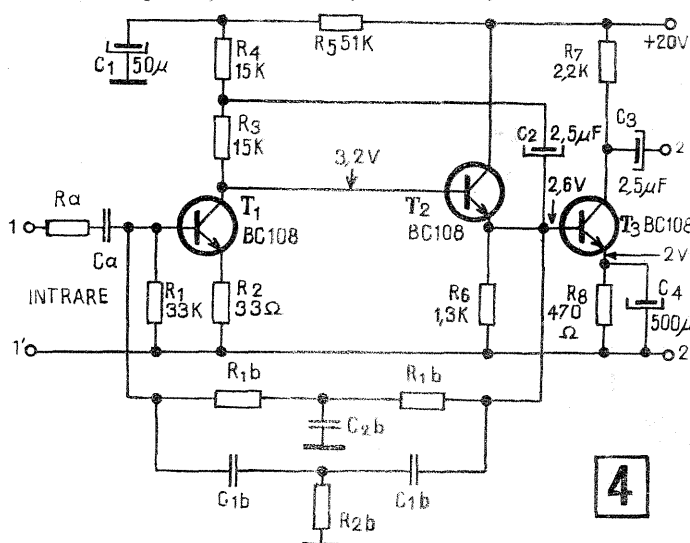 R5 51K
+20V
C1 50µ
R4
15K
R7
2,2K
R3
15K
C2 2,5µF
C3
2
3,2V
2,5µF
Ra
1
Ca
T1
BC108
T2
BC108
2,6V
T3 BC108
2V
INTRARE
R1
33K
R2
33Ω
R6
1,3K
R8
470
Ω
C4
500µ
1'
2
R1b
R1b
C2b
C1b
C1b
R2b
4